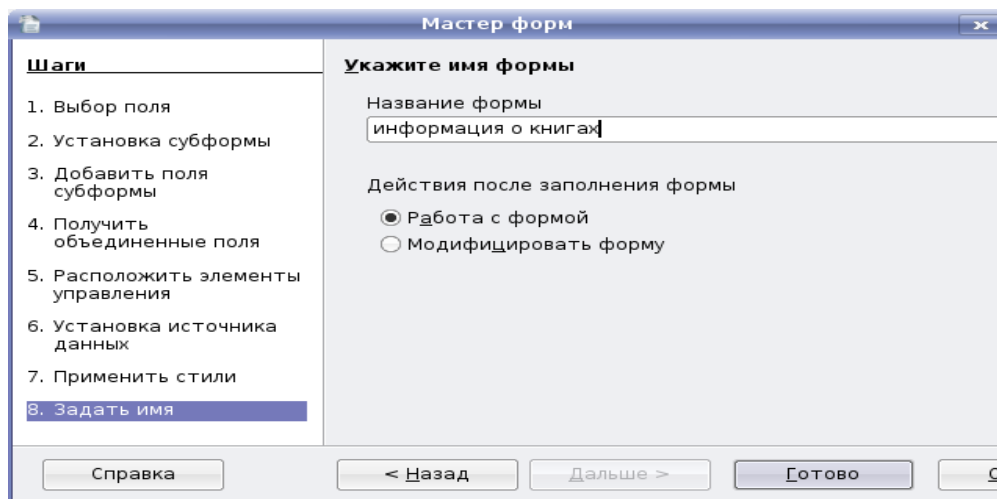 Мастер форм
Шаги
1. Выбор поля
2. Установка субформы
3. Добавить поля
субформы
4. Получить
объединенные поля
5. Расположить элементы
управления
6. Установка источника
данных
7. Применить стили
8. Задать имя
Укажите имя формы
Название формы
информация о книгах
Действия после заполнения формы
Работа с формой
Модифицировать форму
Справка
< Назад
Дальше >
Готово